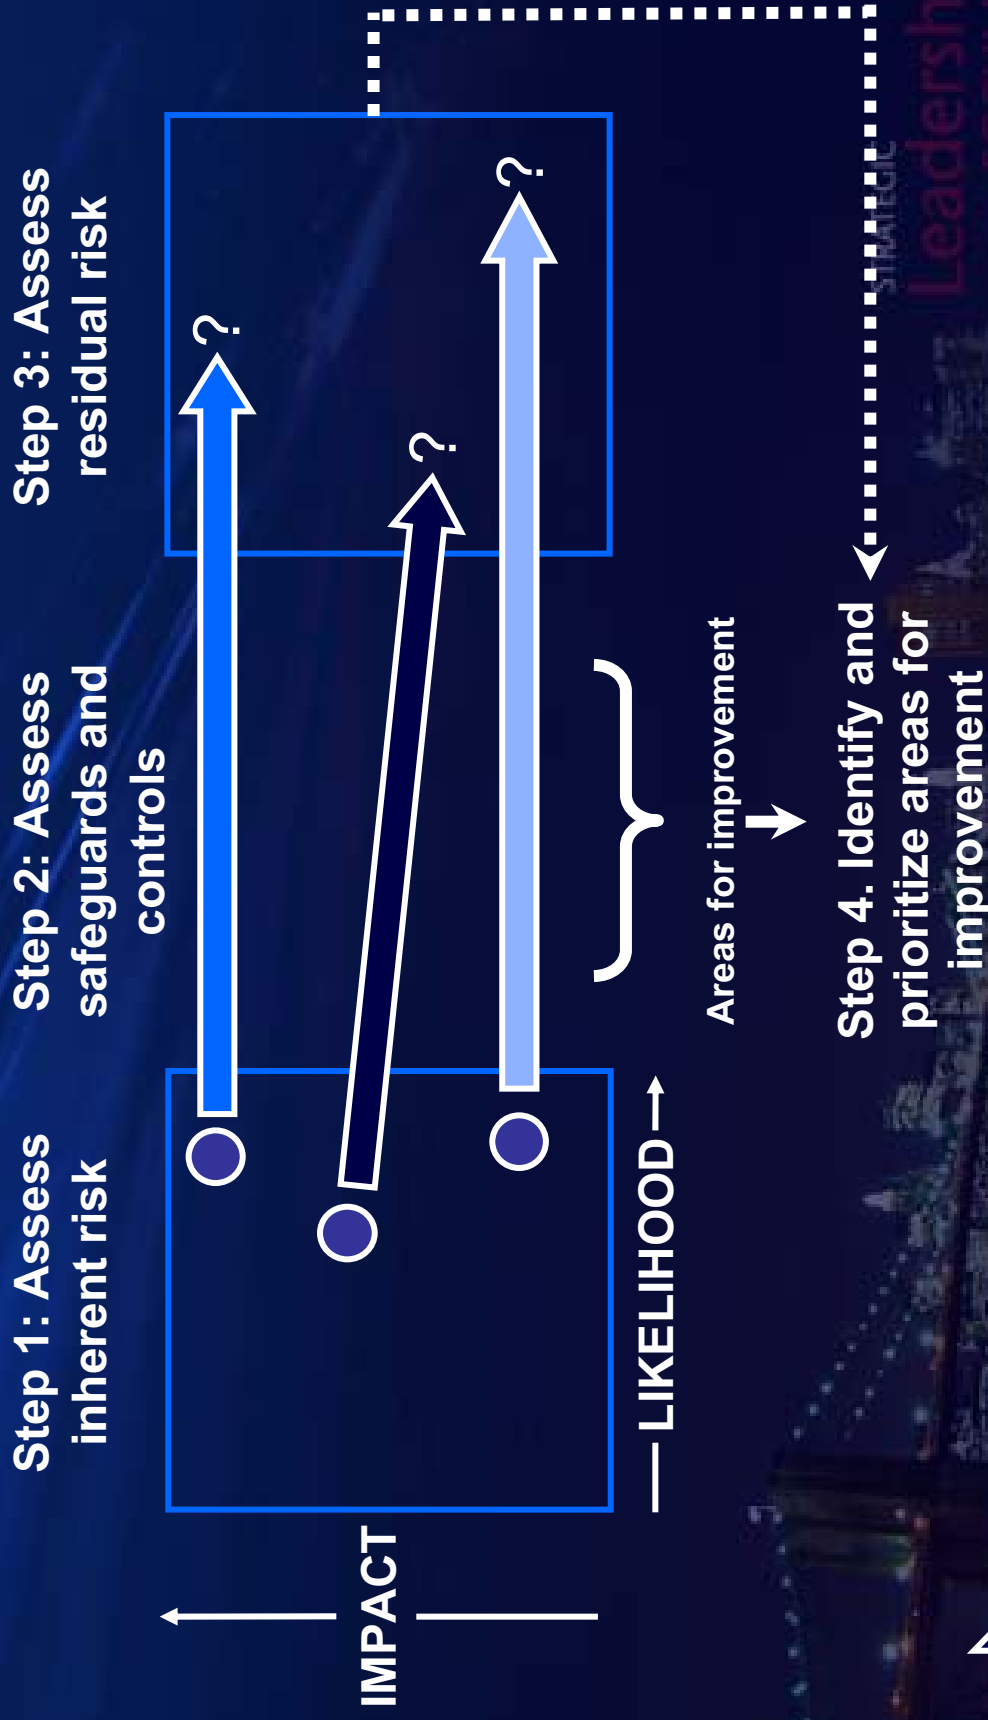 Step 1: Assess
inherent risk
Step 2: Assess
safeguards and
controls
Step 3: Assess
residual risk
?
?
?
IMPACT
LIKELIHOOD
Areas for improvement
Step 4. Identify and
prioritize areas for
improvement
STRATEGIC